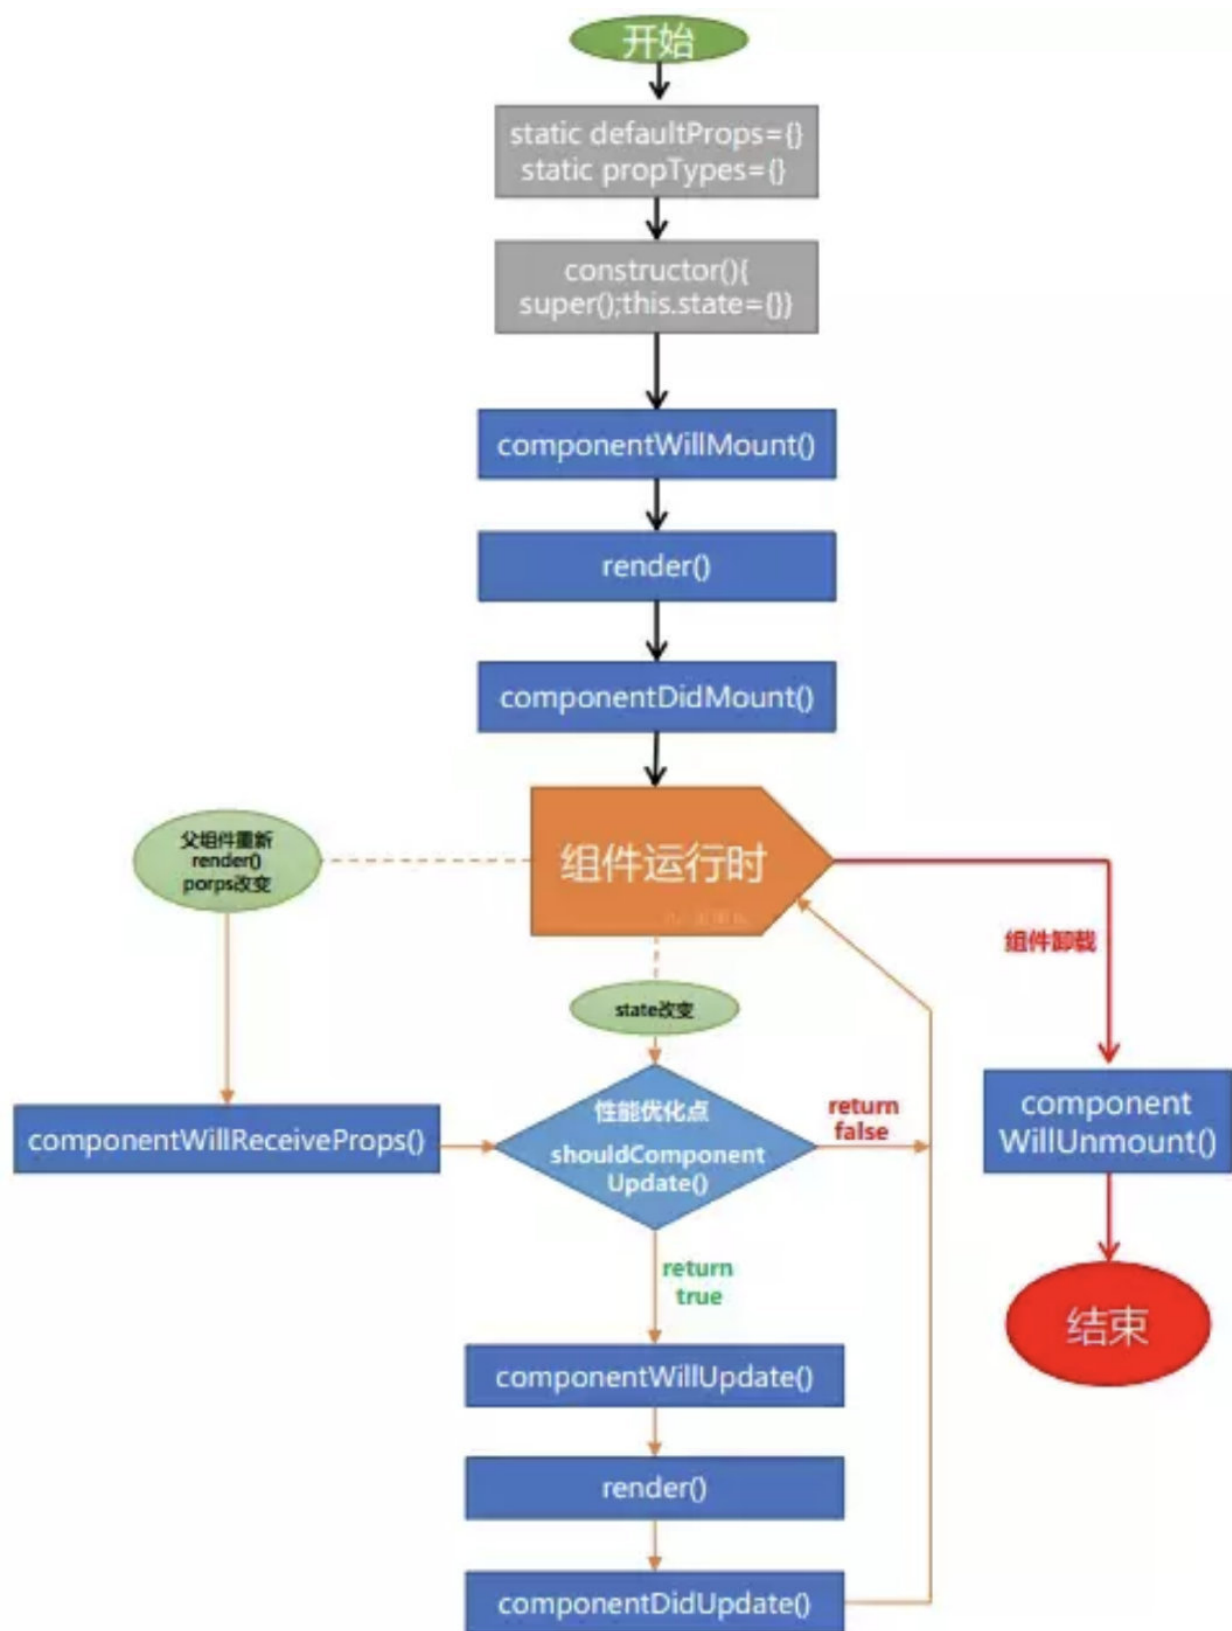 开始
static defaultProps={}
static propTypes={}
constructor(){
super();this.state={}}
componentWillMount()
render()
componentDidMount()
组件运行时
父组件重新
render()
porps改变
组件卸载
state改变
componentWillReceiveProps()
性能优化点
shouldComponent
Update()
return
false
component
WillUnmount()
return
true
结束
componentWillUpdate()
render()
componentDidUpdate()